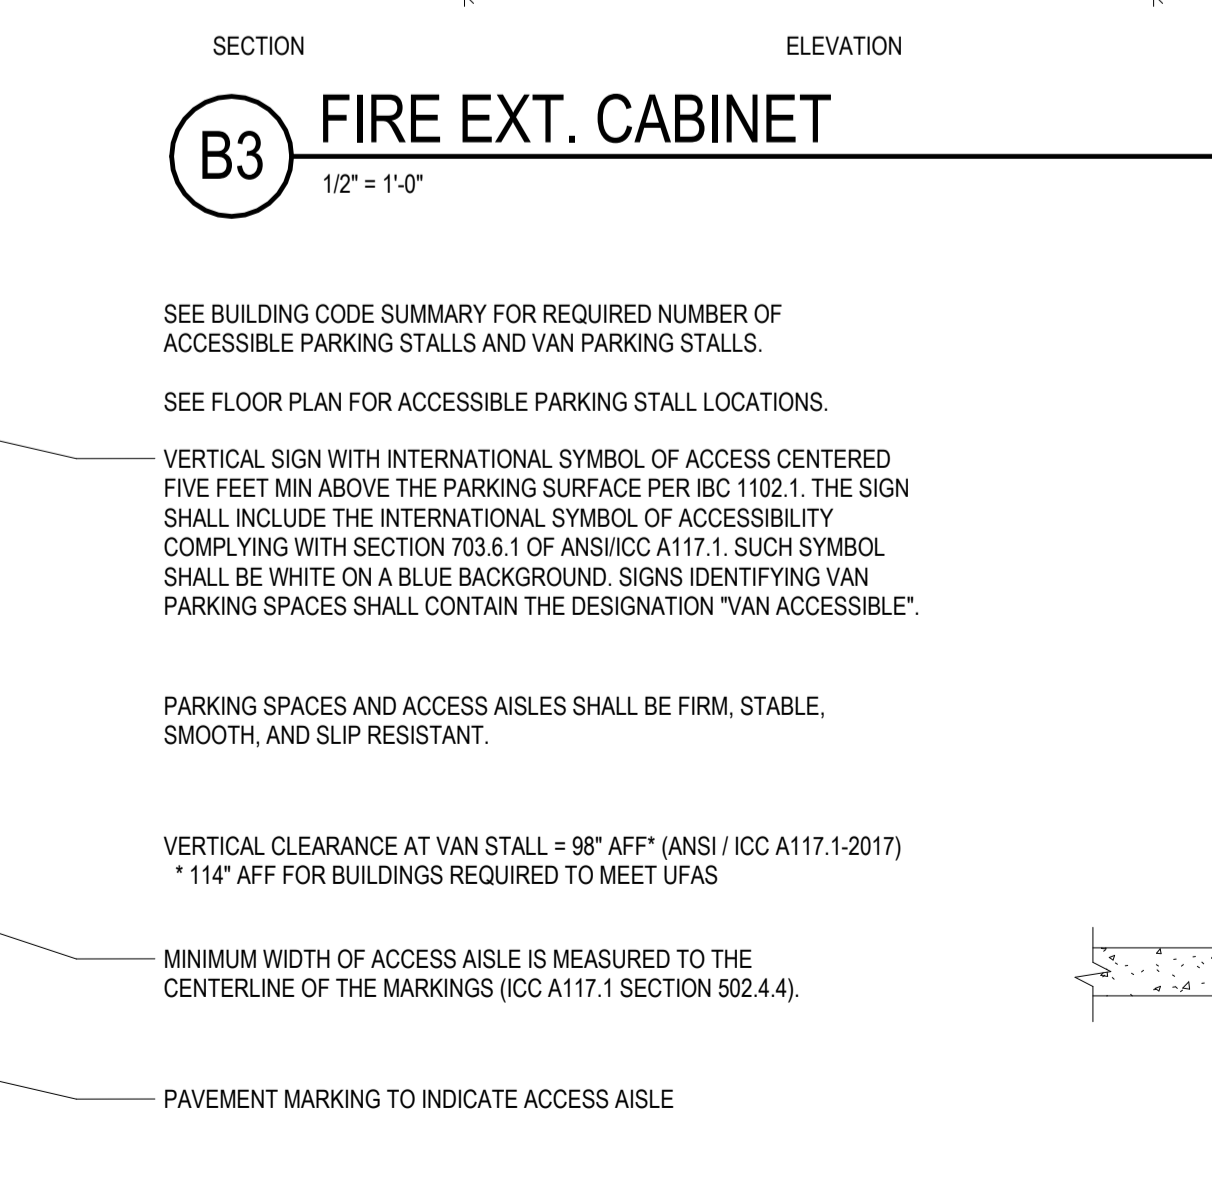 SECTION
ELEVATION
B3
FIRE EXT. CABINET
1/2" = 1'-0"
SEE BUILDING CODE SUMMARY FOR REQUIRED NUMBER OF
ACCESSIBLE PARKING STALLS AND VAN PARKING STALLS.
SEE FLOOR PLAN FOR ACCESSIBLE PARKING STALL LOCATIONS.
VERTICAL SIGN WITH INTERNATIONAL SYMBOL OF ACCESS CENTERED
FIVE FEET MIN ABOVE THE PARKING SURFACE PER IBC 1102.1. THE SIGN
SHALL INCLUDE THE INTERNATIONAL SYMBOL OF ACCESSIBILITY
COMPLYING WITH SECTION 703.6.1 OF ANSI/ICC A117.1. SUCH SYMBOL
SHALL BE WHITE ON A BLUE BACKGROUND. SIGNS IDENTIFYING VAN
PARKING SPACES SHALL CONTAIN THE DESIGNATION "VAN ACCESSIBLE".
PARKING SPACES AND ACCESS AISLES SHALL BE FIRM, STABLE,
SMOOTH, AND SLIP RESISTANT.
VERTICAL CLEARANCE AT VAN STALL = 98" AFF* (ANSI / ICC A117.1-2017)
* 114" AFF FOR BUILDINGS REQUIRED TO MEET UFAS
MINIMUM WIDTH OF ACCESS AISLE IS MEASURED TO THE
CENTERLINE OF THE MARKINGS (ICC A117.1 SECTION 502.4.4).
PAVEMENT MARKING TO INDICATE ACCESS AISLE